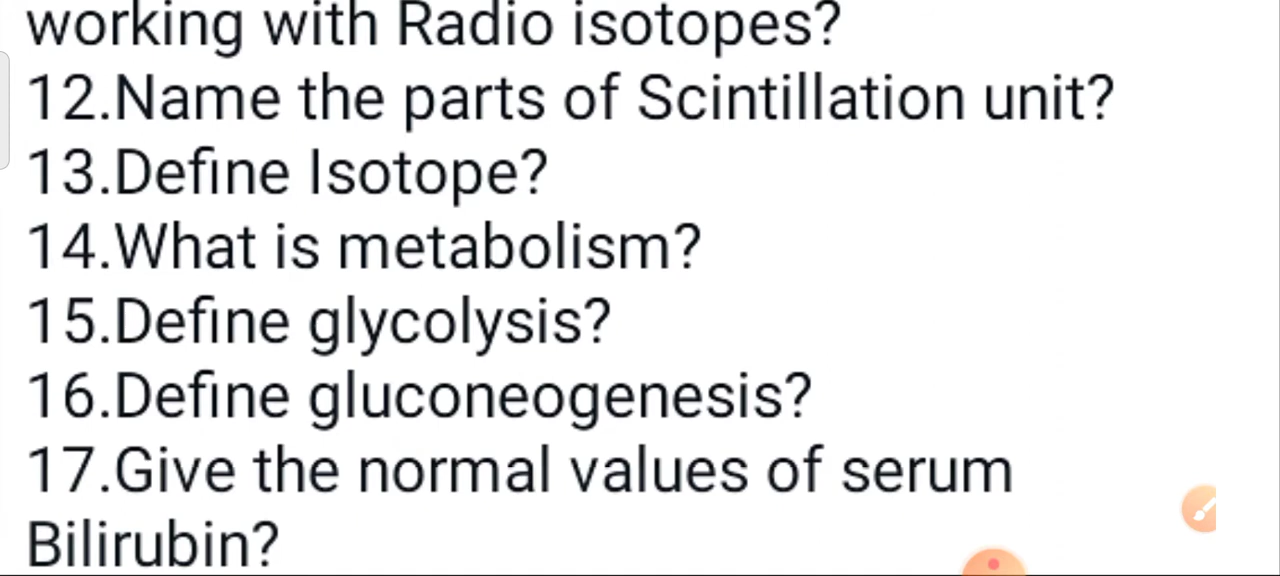 working with Radio isotopes?
12.Name the parts of Scintillation unit?
13.Define Isotope?
14.What is metabolism?
15.Define glycolysis?
16.Define gluconeogenesis?
17.Give the normal values of serum
Bilirubin?